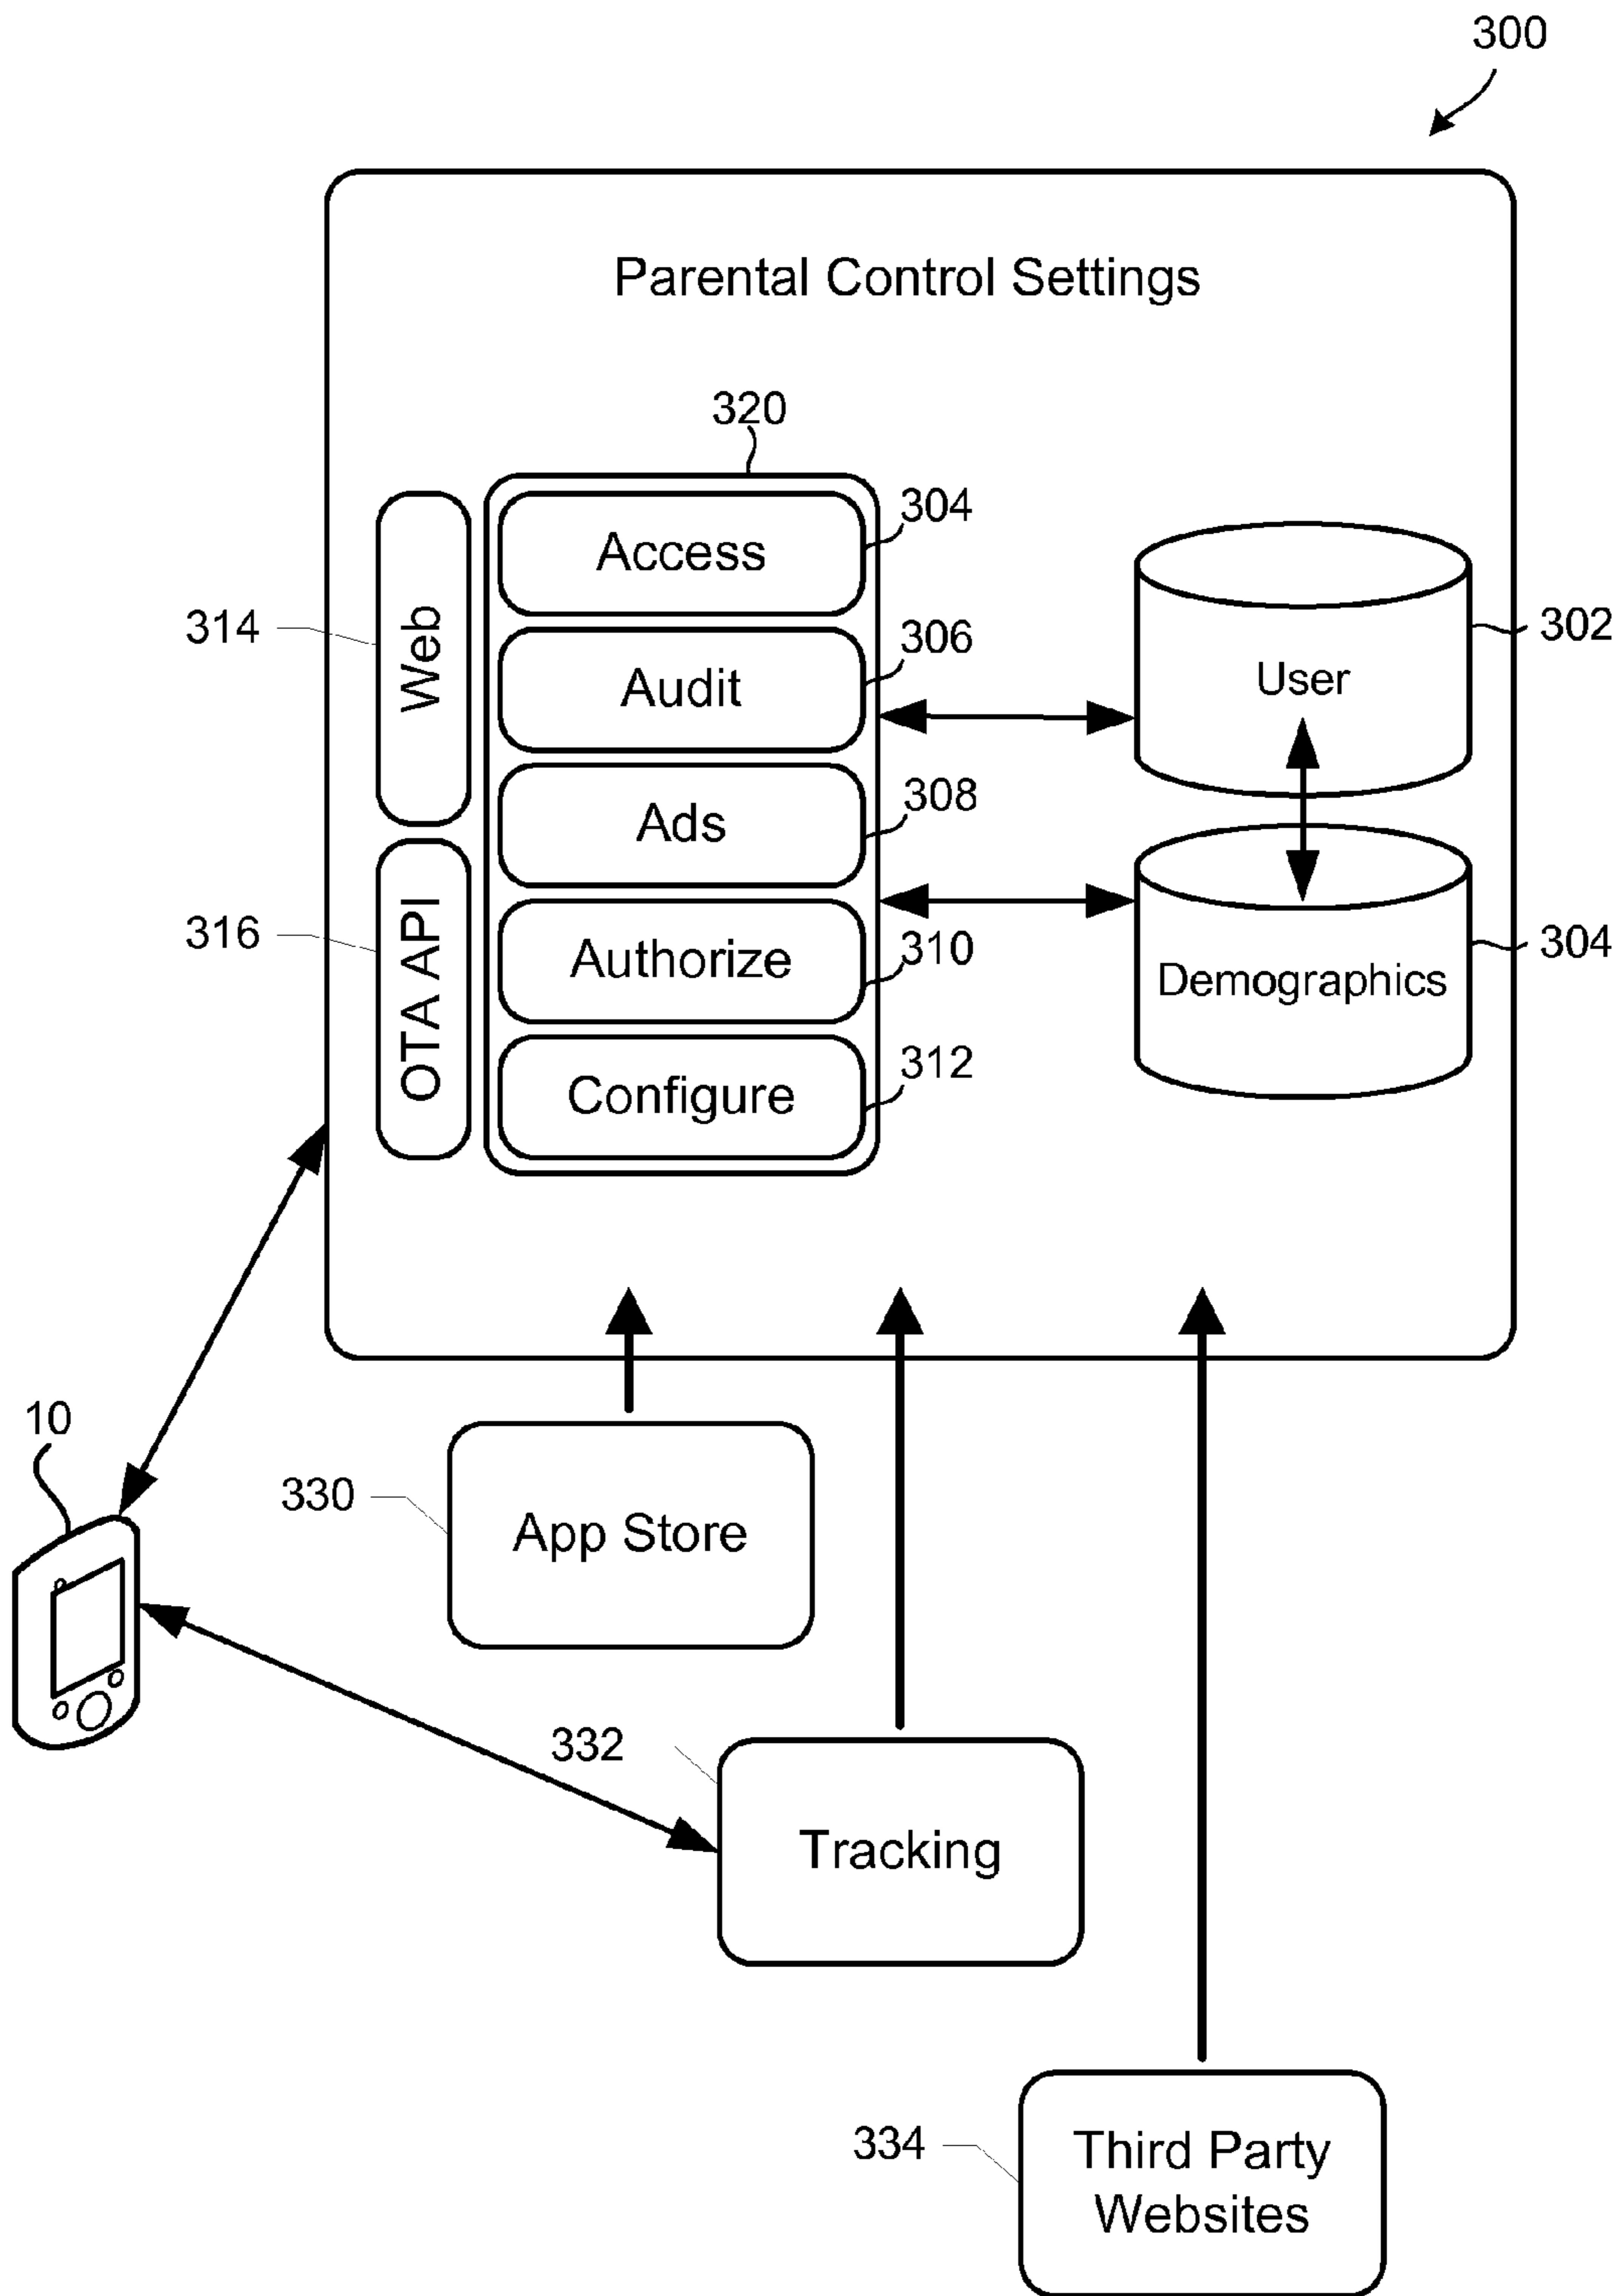 300
Parental Control Settings
320
Access
304
Audit
306
Ads
308
Authorize
310
Configure
312
314
Web
316
OTA API
User
302
Demographics
304
10
330
App Store
332
Tracking
334
Third Party
Websites